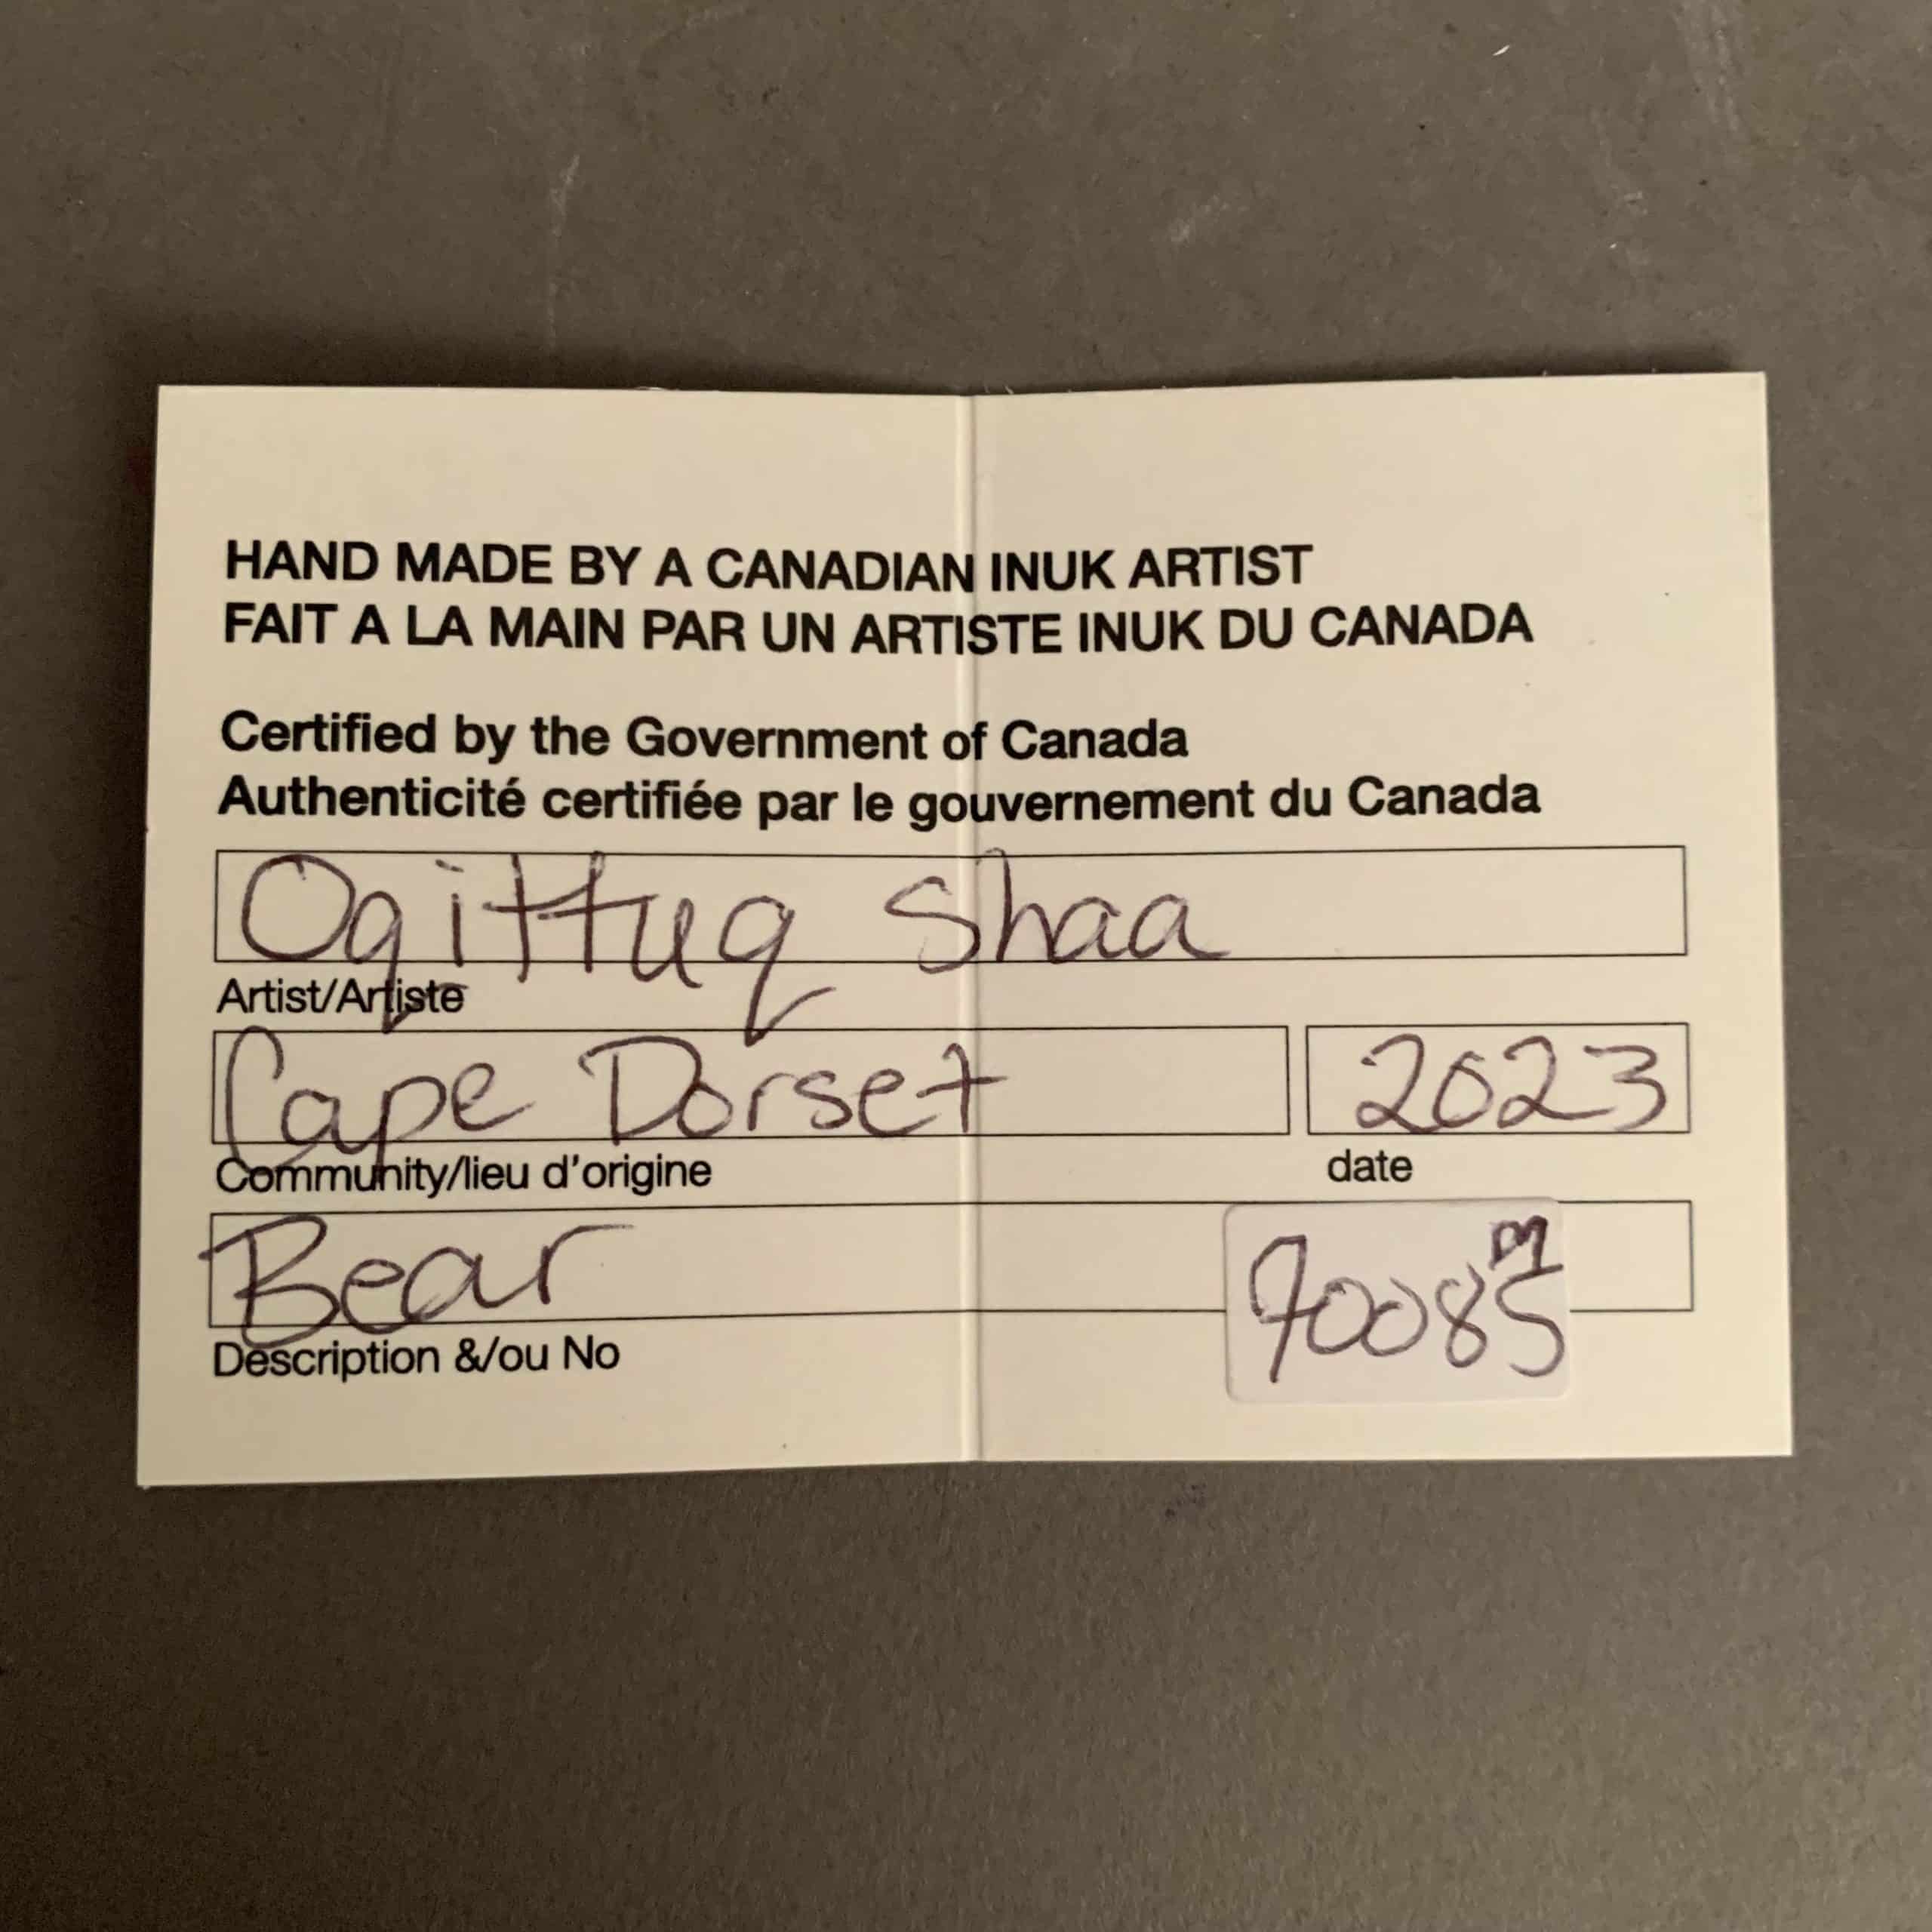 HAND MADE BY A CANADIAN INUK ARTIST
FAIT A LA MAIN PAR UN ARTISTE INUK DU CANADA
Certified by the Government of Canada
Authenticité certifiée par le gouvernement du Canada
Oqittuq Shaa
Artist/Artiste
Cape Dorset 2023
Community/lieu d'origine date
Bear
Description &/ou No